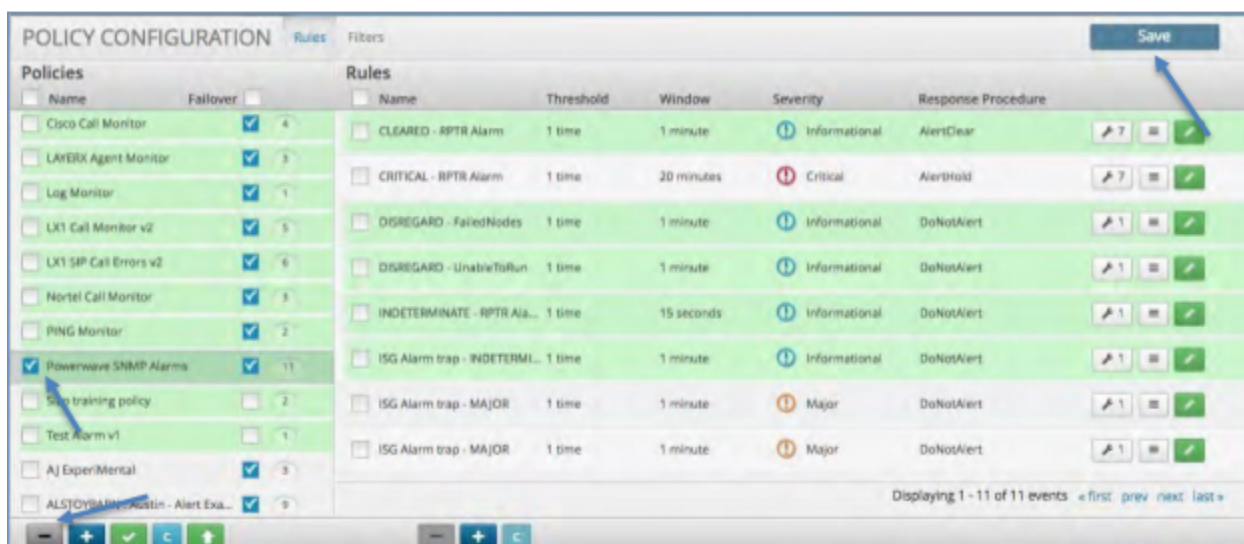 POLICY CONFIGURATION Rules Filters Save
Policies Rules
Name Failover Name Threshold Window Severity Response Procedure
Cisco Call Monitor 4
LAYERX Agent Monitor 3
Log Monitor 1
LX1 Call Monitor v2 5
LX1 SIP Call Errors v2 6
Nortel Call Monitor 3
PING Monitor 2
Powerwave SNMP Alarms 11
training policy 2
Test Alarm v1 1
AJ ExperiMental 3
Austin - Alert Exa... 9
CLEARED - RPTR Alarm 1 time 1 minute Informational AlertClear 7
CRITICAL - RPTR Alarm 1 time 20 minutes Critical AlertHold 7
DISREGARD - FailedNodes 1 time 1 minute Informational DoNotAlert 1
DISREGARD - UnableToRun 1 time 1 minute Informational DoNotAlert 1
INDETERMINATE - RPTR Ala... 1 time 15 seconds Informational DoNotAlert 1
ISG Alarm trap - INDETERMI... 1 time 1 minute Informational DoNotAlert 1
ISG Alarm trap - MAJOR 1 time 1 minute Major DoNotAlert 1
ISG Alarm trap - MAJOR 1 time 1 minute Major DoNotAlert 1
Displaying 1 - 11 of 11 events «first prev next last»
C C